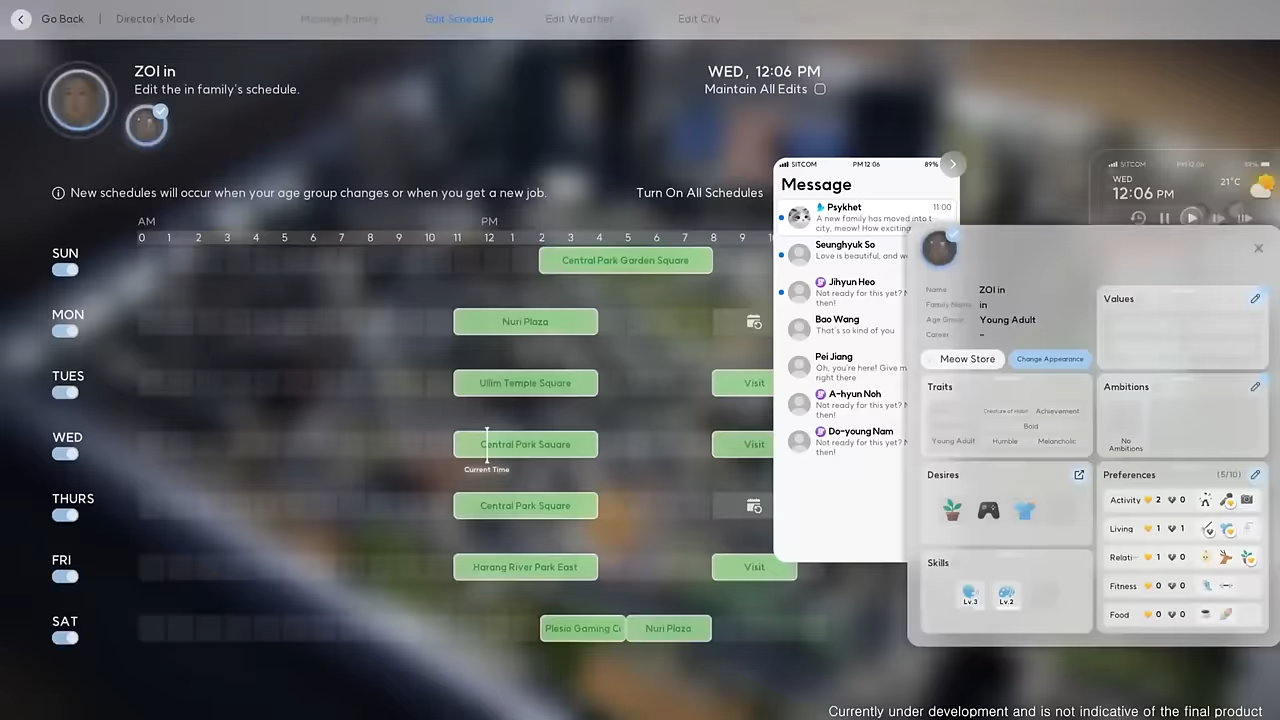 Go Back | Director's Mode
Manage Family
Edit Schedule
Edit Weather
Eait City
ZOI in
Edit the in family's schedule.
WED, 12:06 PM
Maintain All Edits
New schedules will occur when your age group changes or when you get a new job.
Turn On All Schedules
AM
PM
0 1 2 3 4 5 6 7 8 9 10 11 12 1 2 3 4 5 6 7 8 9
SUN
Central Park Garden Square
MON
Nuri Plaza
TUES
Ullim Temple Square
Visit
WED
Central Park Square
Visit
Current Time
THURS
Central Park Square
FRI
Harang River Park East
Visit
SAT
Plesio Gaming C
Nuri Plaza
SITCOM
PM 12 06
89%
Message
Psykhet
11:00
A new family has moved into t
city, meow! How exciting
Seunghyuk So
Love is beautiful, and w
Jihyun Heo
Not ready for this yet?
then!
Bao Wang
That's so kind of you
Pei Jiang
Oh, you're here! Give m
right there
A-hyun Noh
Not ready for this yet?
then!
Do-young Nam
Not ready for this yet?
then!
SITCOM
PM 12 06
89%
WED
12:06 PM
21°C
Name
ZOI in
Family Name
in
Age Group
Young Adult
Career
-
Meow Store
Change Appearance
Traits
Creature of Habit
Achievement
Bold
Young Adult
Humble
Melancholic
Desires
Skills
Lv.3
Lv.2
Values
Ambitions
No
Ambitions
Preferences
(5/10)
Activity 2 0
Living 1 1
Relati- 1 0
Fitness 0 0
Food 0 0
Currently under development and is not indicative of the final product